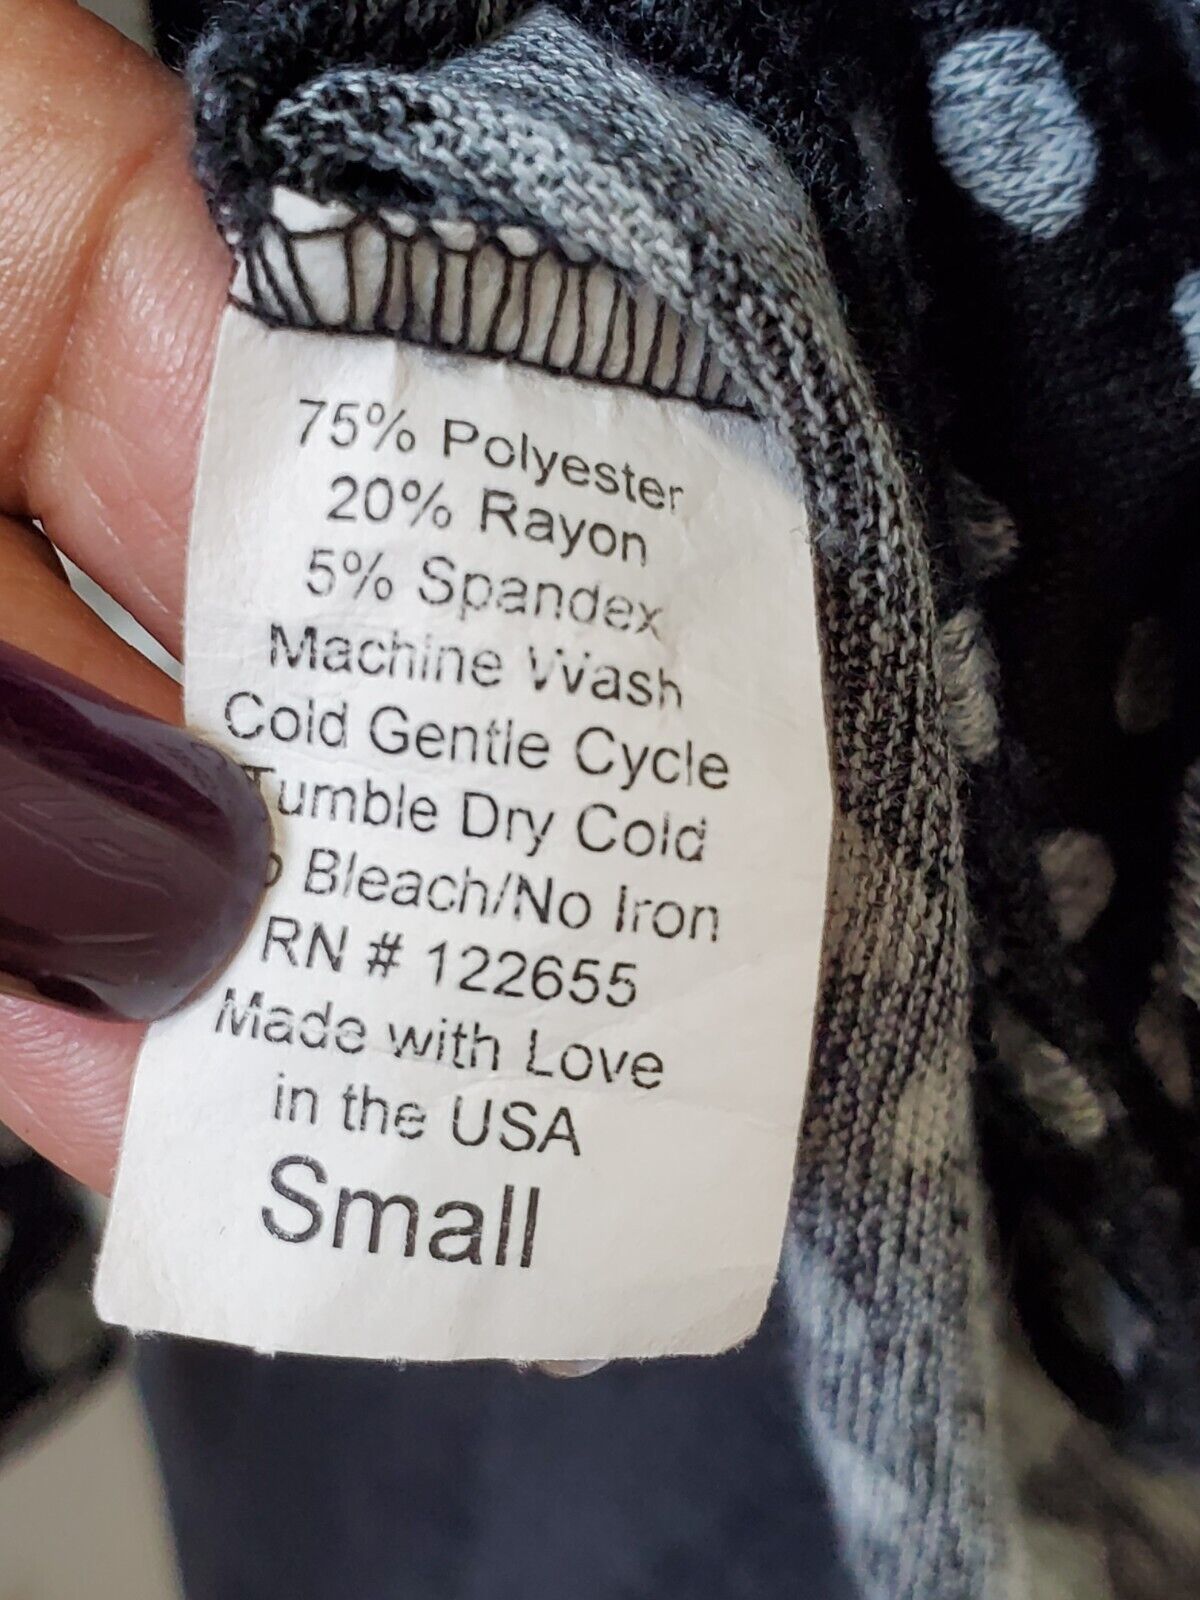 75% Polyester
20% Rayon
5% Spandex
Machine Wash
Cold Gentle Cycle
Tumble Dry Cold
Bleach/No Iron
RN # 122655
Made with Love
in the USA
Small